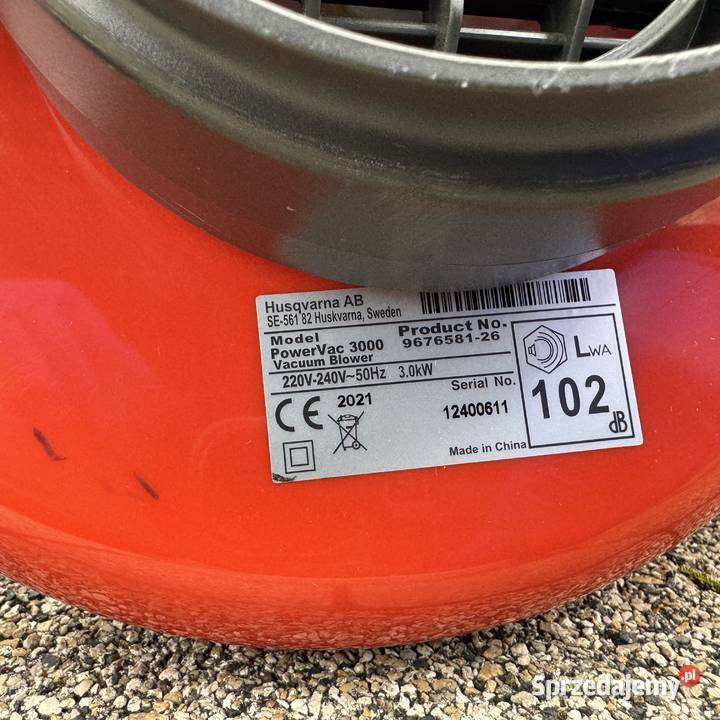 Husqvarna AB
SE-561 82 Huskvarna, Sweden
Model
PowerVac 3000
Vacuum Blower
Product No.
9676581-26
220V-240V~50Hz 3.0kW
CE 2021
Serial No.
12400611
Made in China
LWA
102 dB
Sprzedajemy.pl